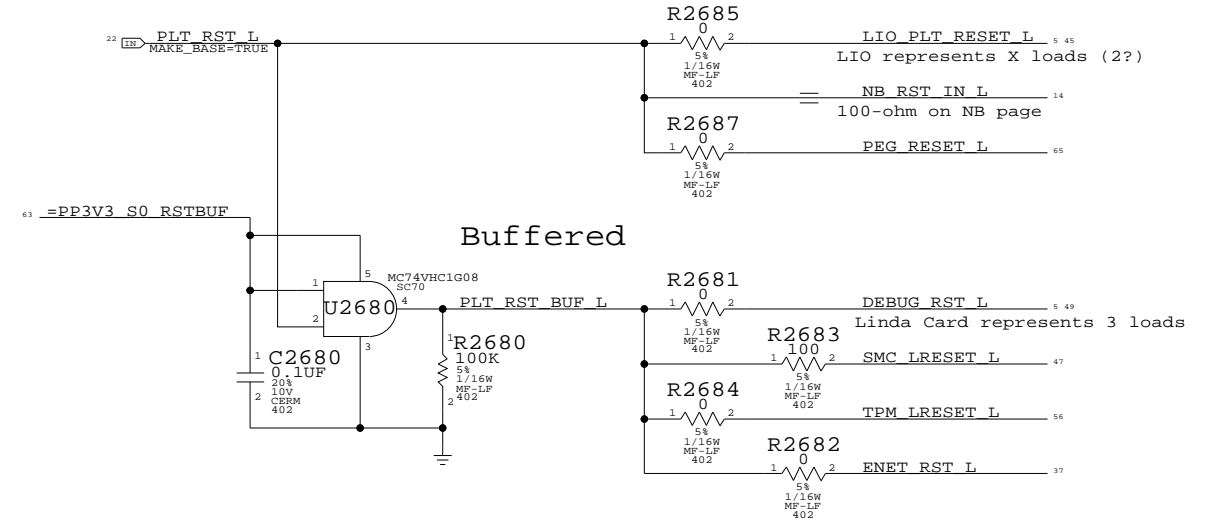 R2685
0
22 IN PLT_RST_L
MAKE_BASE=TRUE
1 2
5%
1/16W
MF-LF
402
LIO_PLT_RESET_L 5 45
LIO represents X loads (2?)
NB_RST_IN_L 14
100-ohm on NB page
R2687
0
1 2
5%
1/16W
MF-LF
402
PEG_RESET_L 65
63 =PP3V3_S0_RSTBUF
Buffered
5 MC74VHC1G08
SC70
1
U2680
2
4
3
PLT_RST_BUF_L
R2681
0
1 2
5%
1/16W
MF-LF
402
DEBUG_RST_L 5 49
Linda Card represents 3 loads
1 C2680
0.1UF
20%
10V
2 CERM
402
1 R2680
100K
5%
1/16W
MF-LF
2 402
R2683
100
1 2
5%
1/16W
MF-LF
402
SMC_LRESET_L 47
R2684
0
1 2
5%
1/16W
MF-LF
402
TPM_LRESET_L 56
R2682
0
1 2
5%
1/16W
MF-LF
402
ENET_RST_L 37